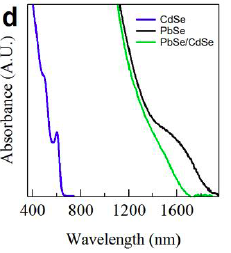 d
CdSe
PbSe
PbSe/CdSe
Absorbance (A.U.)
400 800 1200 1600
Wavelength (nm)